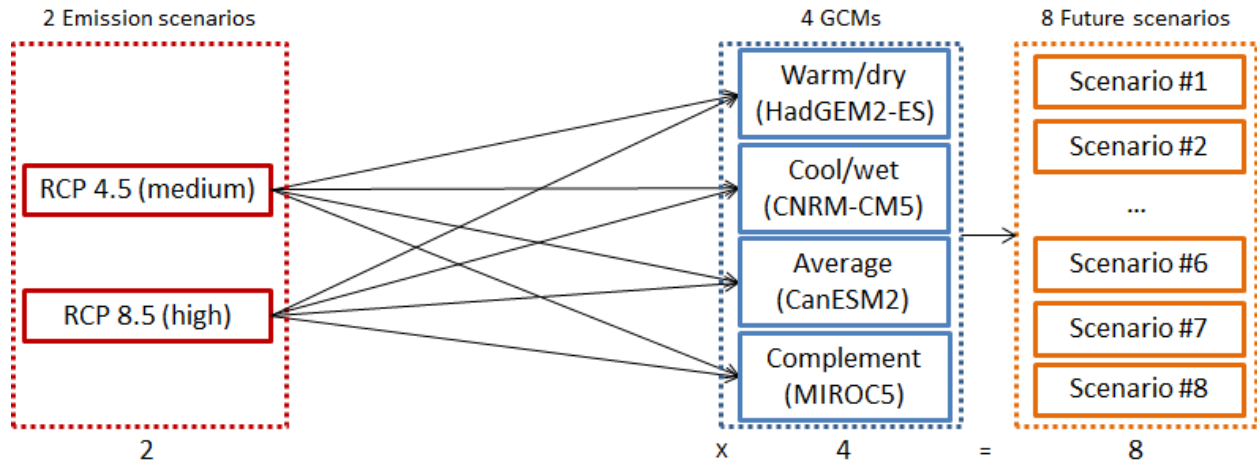 2 Emission scenarios
4 GCMs
8 Future scenarios
RCP 4.5 (medium)
RCP 8.5 (high)
Warm/dry
(HadGEM2-ES)
Cool/wet
(CNRM-CM5)
Average
(CanESM2)
Complement
(MIROC5)
Scenario #1
Scenario #2
...
Scenario #6
Scenario #7
Scenario #8
2 x 4 = 8